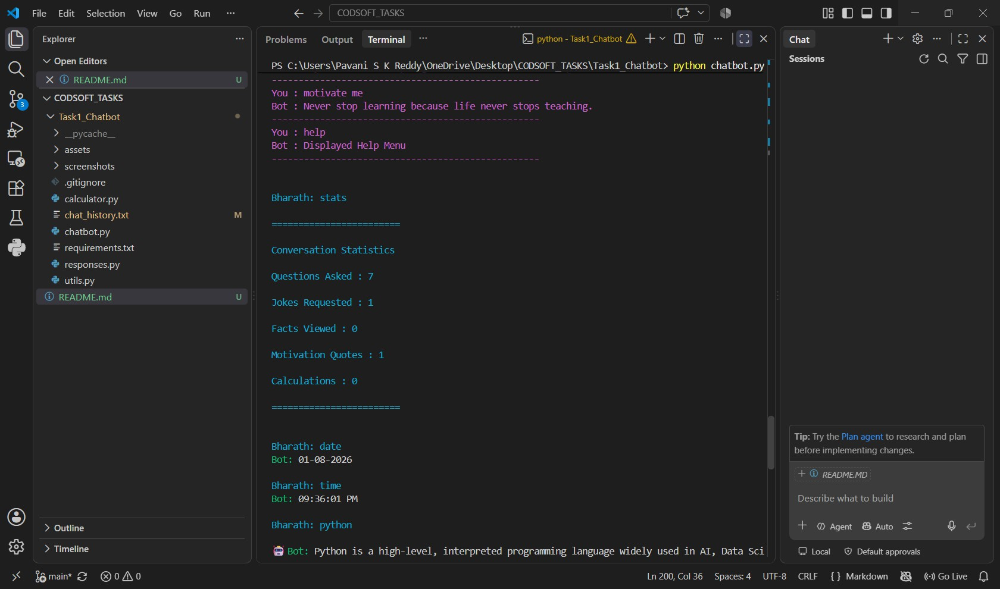 File Edit Selection View Go Run ···
CODSOFT_TASKS
Explorer
Open Editors
README.md U
CODSOFT_TASKS
Task1_Chatbot
__pycache__
assets
screenshots
.gitignore
calculator.py
chat_history.txt M
chatbot.py
requirements.txt
responses.py
utils.py
README.md U
Outline
Timeline
3
Problems Output Terminal ···
python - Task1_Chatbot
PS C:\Users\Pavani S K Reddy\OneDrive\Desktop\CODSOFT_TASKS\Task1_Chatbot> python chatbot.py
--------------------------------------------------
You : motivate me
Bot : Never stop learning because life never stops teaching.
--------------------------------------------------
You : help
Bot : Displayed Help Menu
--------------------------------------------------
Bharath: stats
========================
Conversation Statistics
Questions Asked : 7
Jokes Requested : 1
Facts Viewed : 0
Motivation Quotes : 1
Calculations : 0
========================
Bharath: date
Bot: 01-08-2026
Bharath: time
Bot: 09:36:01 PM
Bharath: python
Bot: Python is a high-level, interpreted programming language widely used in AI, Data Sci
Chat
Sessions
Tip: Try the Plan agent to research and plan
before implementing changes.
README.MD
Describe what to build
Agent Auto
Local Default approvals
main* 0 0
Ln 200, Col 36 Spaces: 4 UTF-8 CRLF { } Markdown Go Live